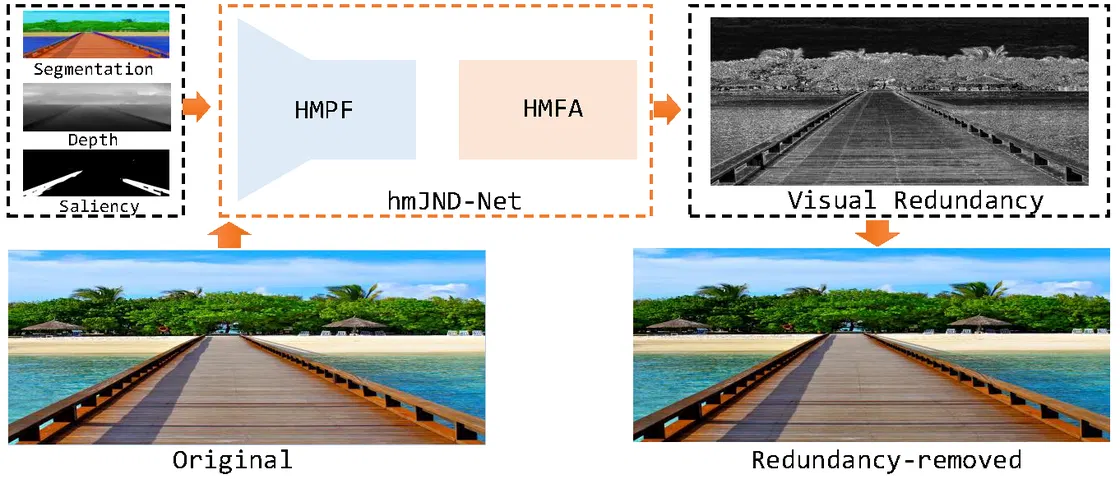 Segmentation
Depth
Saliency
HMPF
HMFA
hmJND-Net
Visual Redundancy
Original
Redundancy-removed